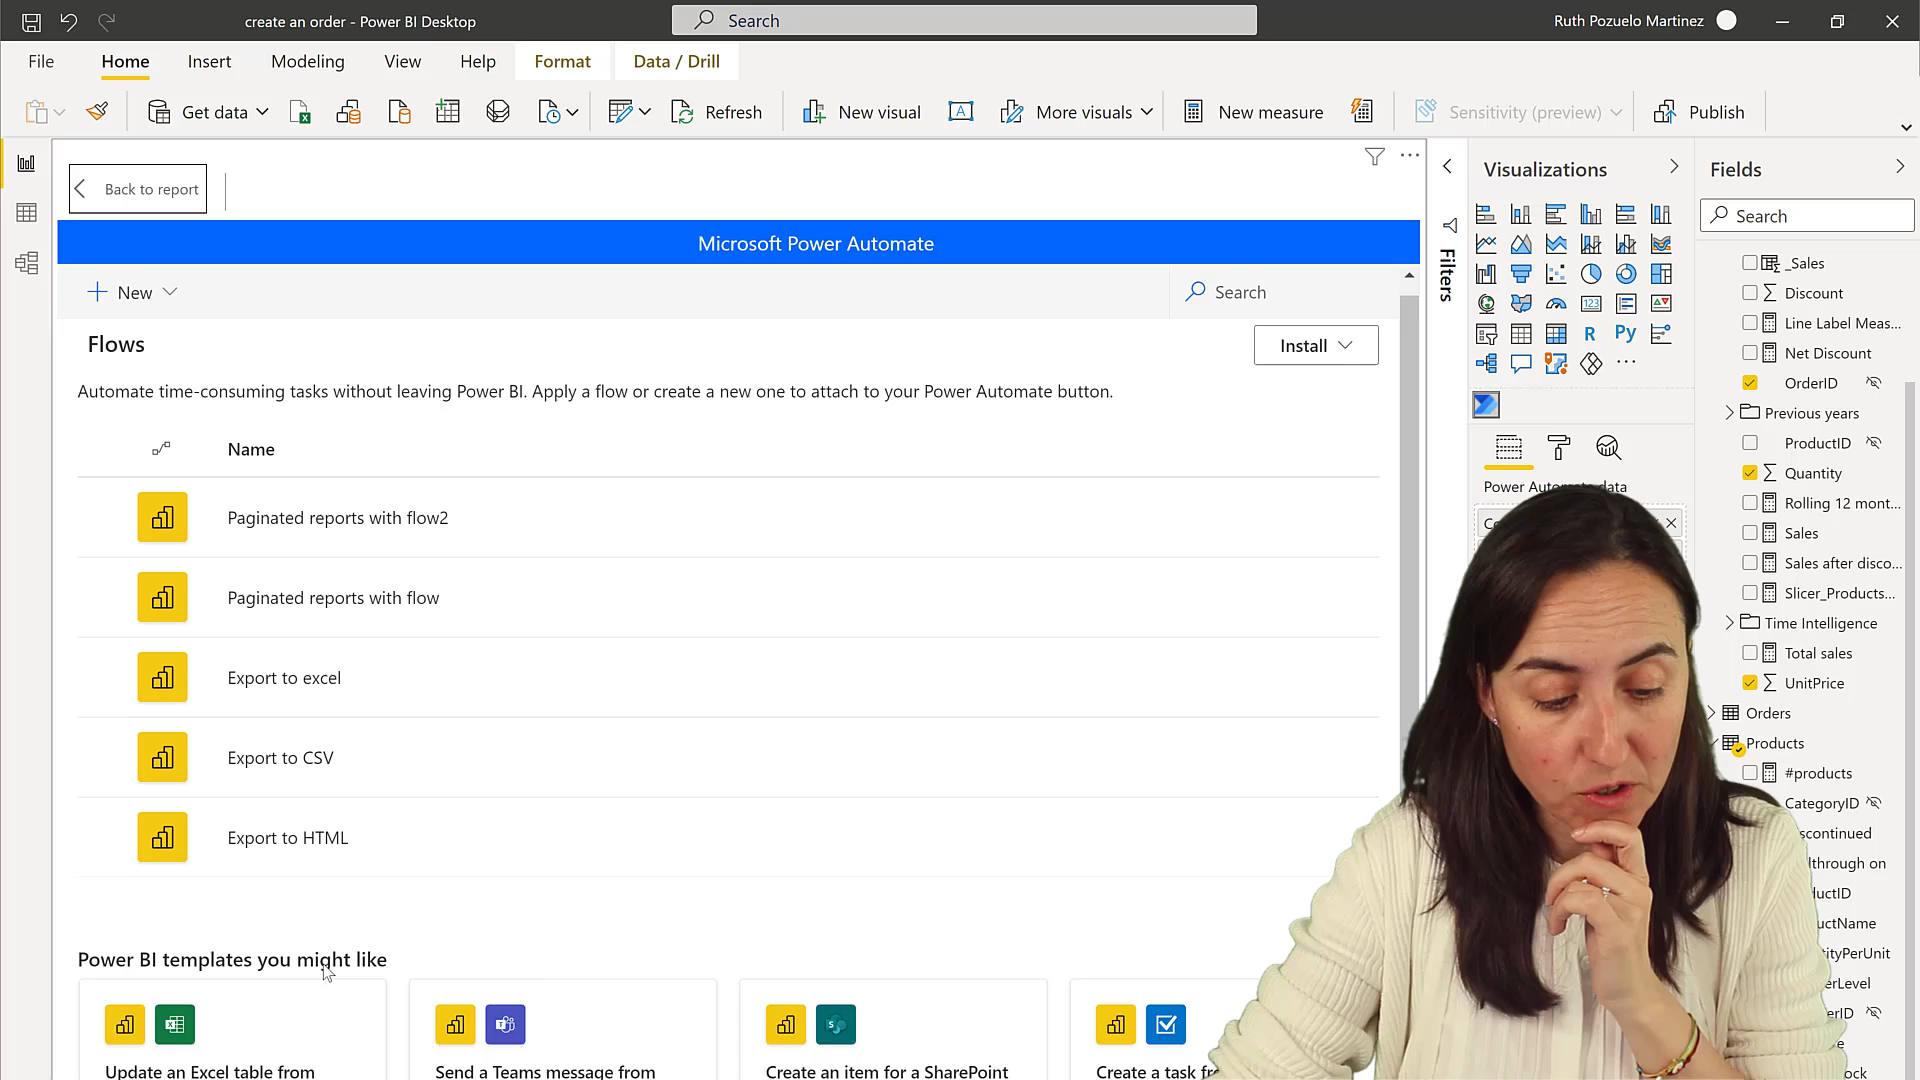 create an order - Power BI Desktop
Search
Ruth Pozuelo Martinez
File
Home
Insert
Modeling
View
Help
Format
Data / Drill
Get data
Refresh
New visual
More visuals
New measure
Sensitivity (preview)
Publish
Back to report
Microsoft Power Automate
New
Search
Flows
Install
Automate time-consuming tasks without leaving Power BI. Apply a flow or create a new one to attach to your Power Automate button.
Name
Paginated reports with flow2
Paginated reports with flow
Export to excel
Export to CSV
Export to HTML
Power BI templates you might like
Update an Excel table from
Send a Teams message from
Create an item for a SharePoint
Create a task
Filters
Visualizations
123
R
Py
Power data
Fields
Search
_Sales
Discount
Line Label Meas...
Net Discount
OrderID
Previous years
ProductID
Quantity
Rolling 12 mont...
Sales
Sales after disco...
Slicer_Products...
Time Intelligence
Total sales
UnitPrice
Orders
Products
#products
CategoryID